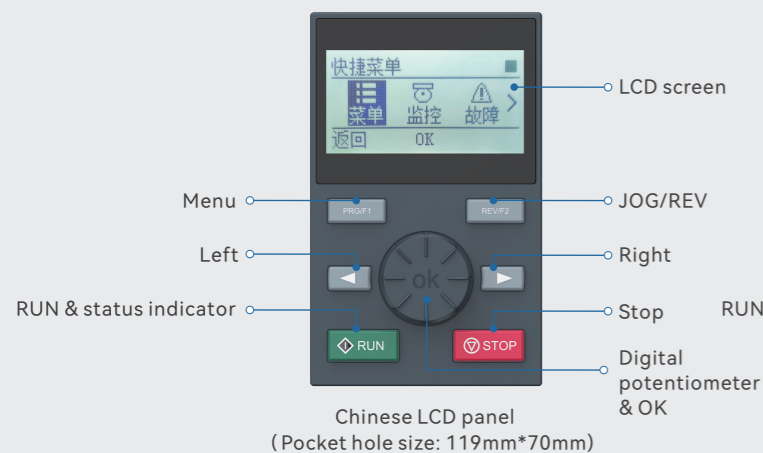 快捷菜单
菜单 监控 故障
返回 OK
LCD screen
Menu
PRG/F1
REV/F2
JOG/REV
Left
ok
Right
RUN & status indicator
RUN
STOP
Stop
RUN
Digital
potentiometer
& OK
Chinese LCD panel
(Pocket hole size: 119mm*70mm)